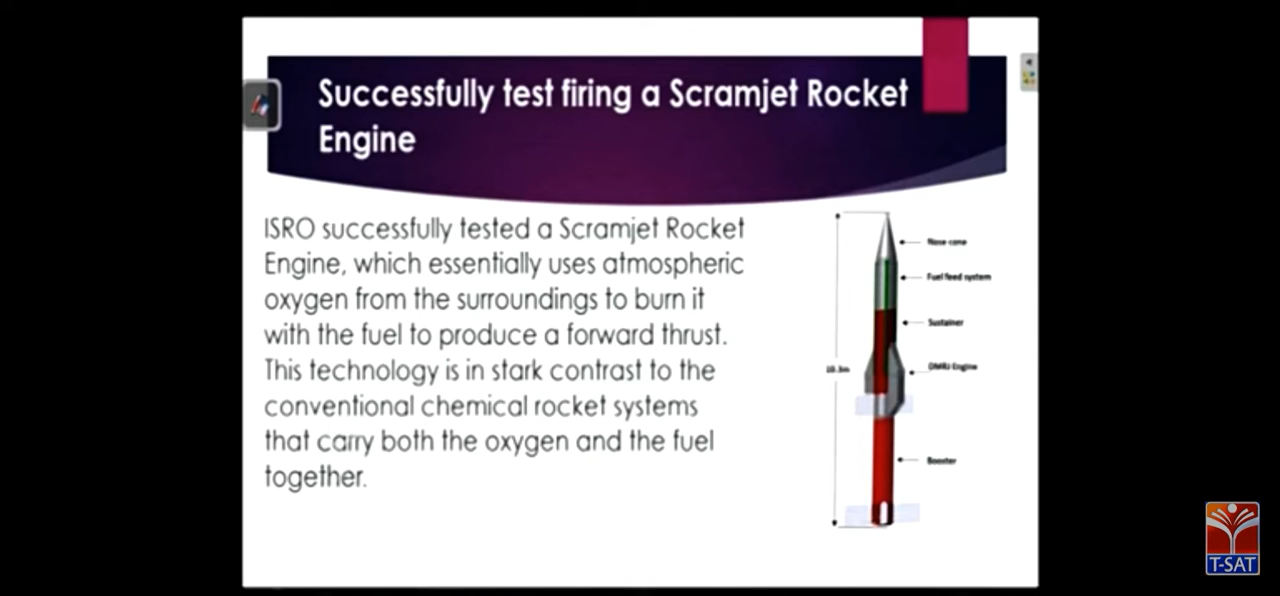 Successfully test firing a Scramjet Rocket
Engine
ISRO successfully tested a Scramjet Rocket
Engine, which essentially uses atmospheric
oxygen from the surroundings to burn it
with the fuel to produce a forward thrust.
This technology is in stark contrast to the
conventional chemical rocket systems
that carry both the oxygen and the fuel
together.
Nose cone
Fuel feed system
Sustainer
DMRJ Engine
Booster
T-SAT